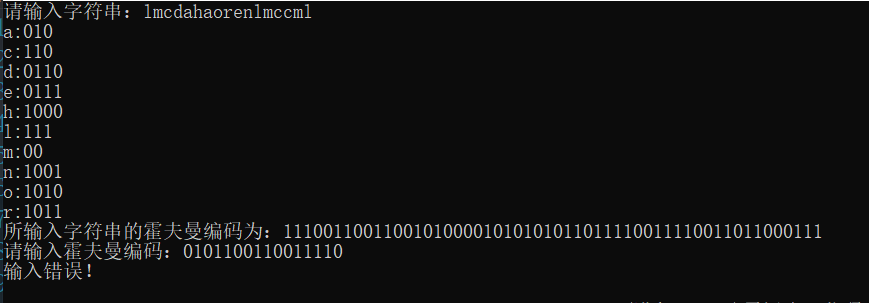 请输入字符串：lmcdahaorenlmccml
a:010
c:110
d:0110
e:0111
h:1000
l:111
m:00
n:1001
o:1010
r:1011
所输入字符串的霍夫曼编码为：111001100110010100001010101011011110011110011011000111
请输入霍夫曼编码：0101100110011110
输入错误！